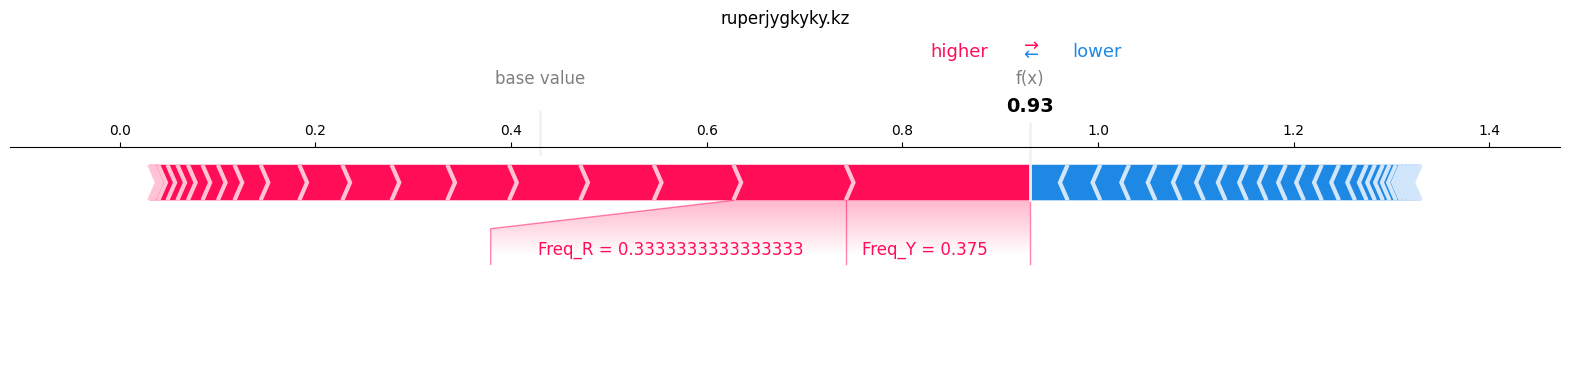 ruperjygkyky.kz
higher ⇄ lower
base value f(x)
0.93
0.0 0.2 0.4 0.6 0.8 1.0 1.2 1.4
Freq_R = 0.3333333333333333 Freq_Y = 0.375